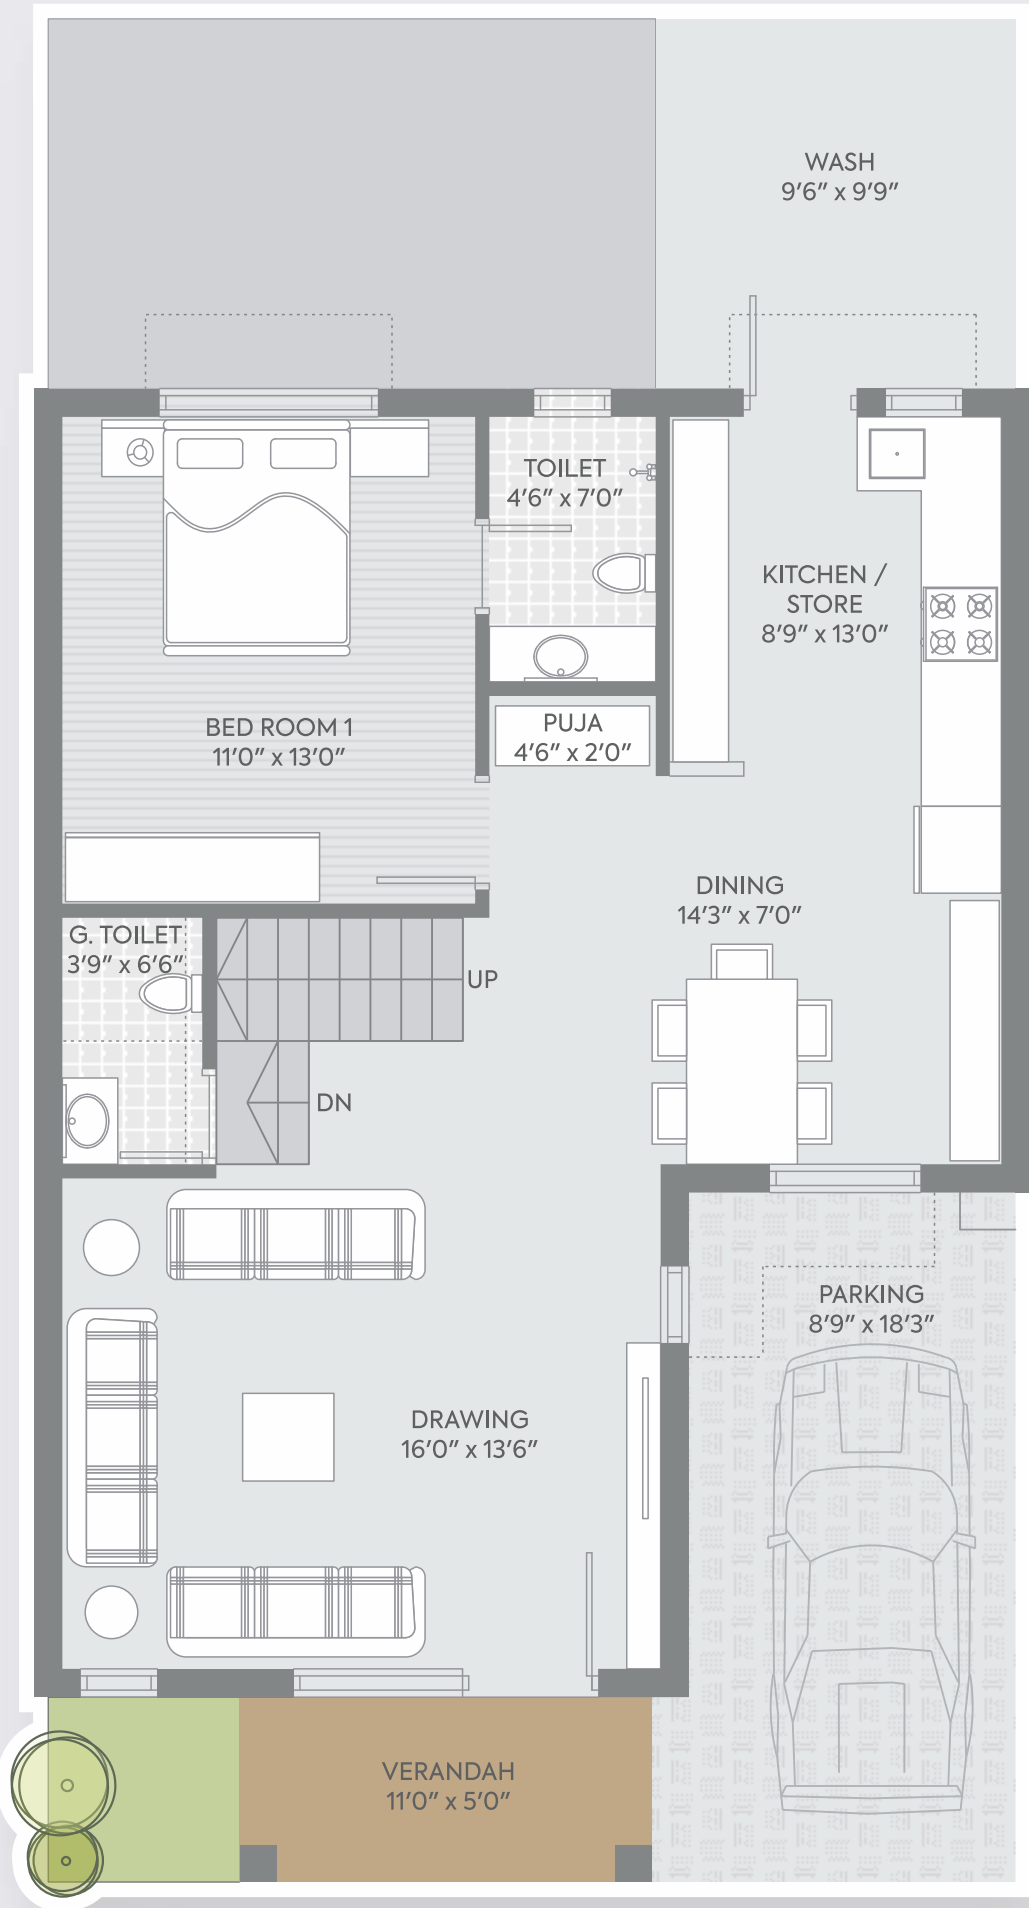 WASH
9'6” x 9'9”
TOILET
4'6” x 7'0”
KITCHEN /
STORE
8'9” x 13'0”
BED ROOM 1
11'0” x 13'0”
PUJA
4'6” x 2'0”
DINING
14'3” x 7'0”
G. TOILET
3'9” x 6'6”
UP
DN
PARKING
8'9” x 18'3”
DRAWING
16'0” x 13'6”
VERANDAH
11'0” x 5'0”